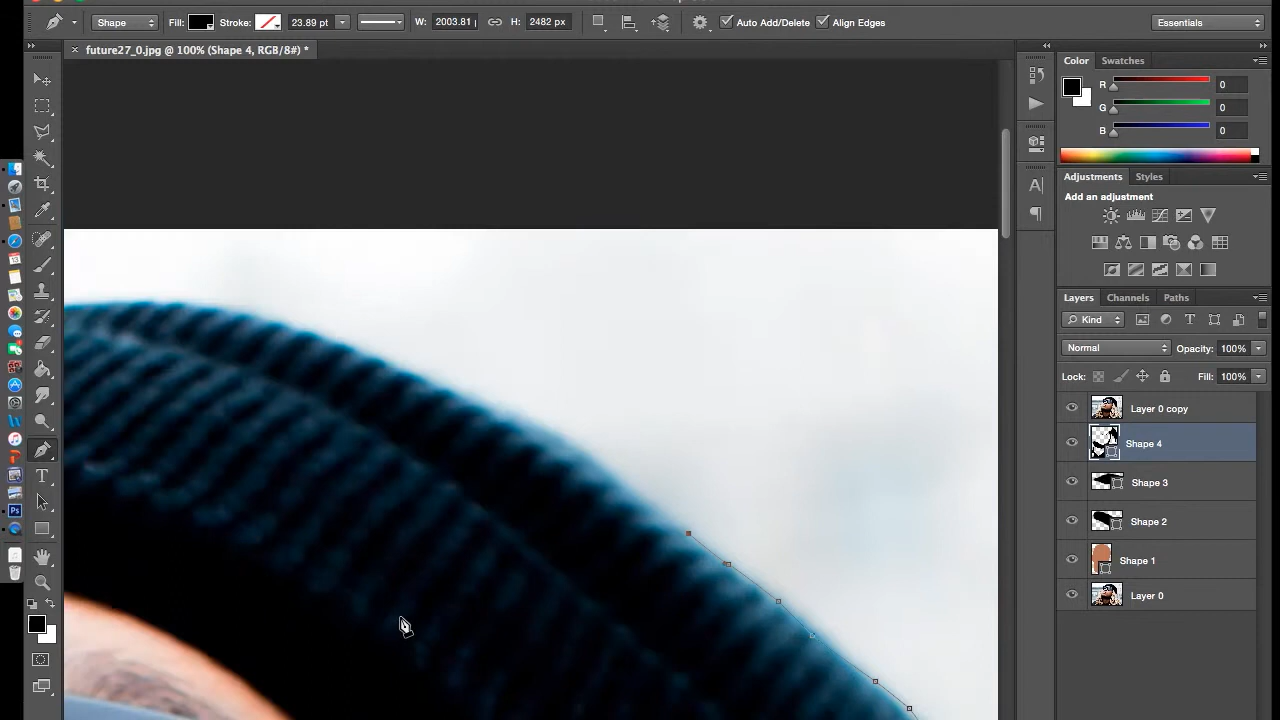 Shape
Fill:
Stroke:
23.89 pt
W:
2003.81
H:
2482 px
Auto Add/Delete
Align Edges
Essentials
future27_0.jpg @ 100% (Shape 4, RGB/8#) *
Color
Swatches
R
0
G
0
B
0
Adjustments
Styles
Add an adjustment
Layers
Channels
Paths
Kind
Normal
Opacity:
100%
Lock:
Fill:
100%
Layer 0 copy
Shape 4
Shape 3
Shape 2
Shape 1
Layer 0